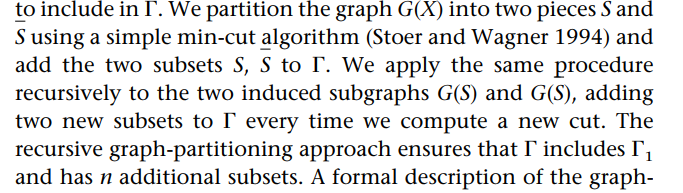 to include in Γ. We partition the graph G(X) into two pieces S and
S̄ using a simple min-cut algorithm (Stoer and Wagner 1994) and
add the two subsets S, S̄ to Γ. We apply the same procedure
recursively to the two induced subgraphs G(S) and G(S̄), adding
two new subsets to Γ every time we compute a new cut. The
recursive graph-partitioning approach ensures that Γ includes Γ₁
and has n additional subsets. A formal description of the graph-